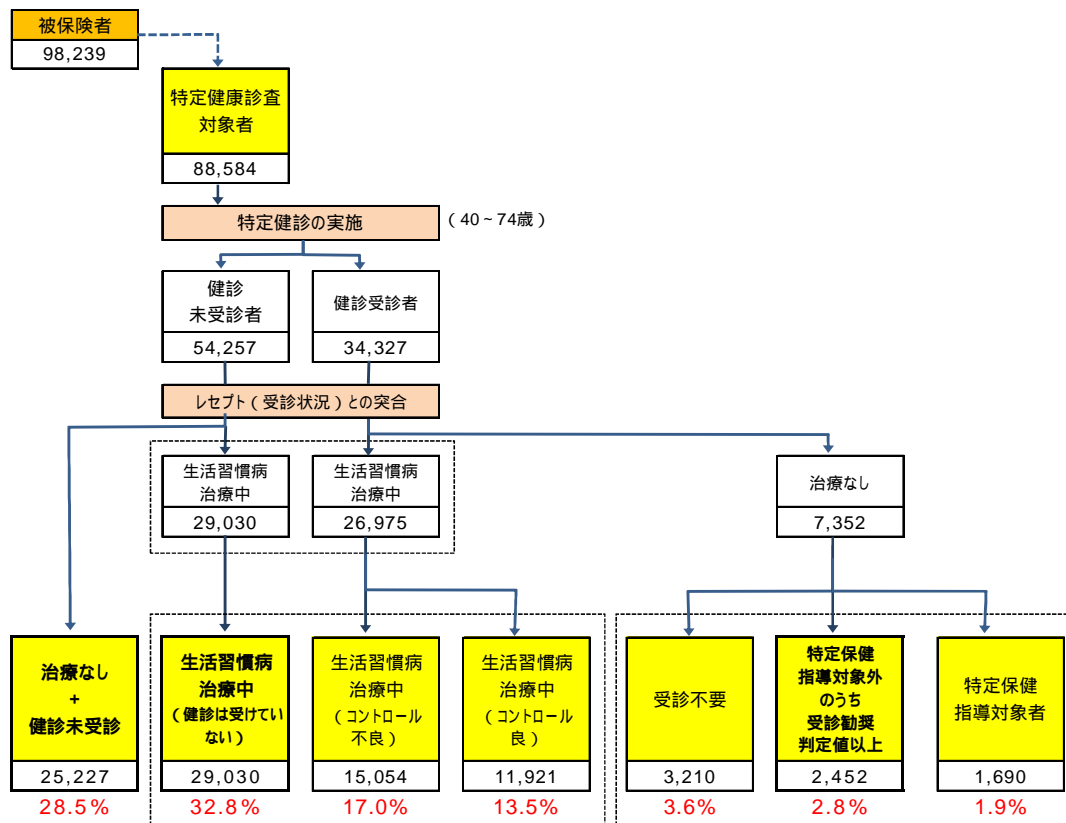 被保険者
98,239
特定健康診査
対象者
88,584
特定健診の実施
(40~74歳)
健診
未受診者
54,257
健診受診者
34,327
レセプト(受診状況)との突合
生活習慣病
治療中
29,030
生活習慣病
治療中
26,975
治療なし
7,352
治療なし
+
健診未受診
25,227
28.5%
生活習慣病
治療中
(健診は受けてい
ない)
29,030
32.8%
生活習慣病
治療中
(コントロール
不良)
15,054
17.0%
生活習慣病
治療中
(コントロール
良)
11,921
13.5%
受診不要
3,210
3.6%
特定保健
指導対象外
のうち
受診勧奨
判定値以上
2,452
2.8%
特定保健
指導対象者
1,690
1.9%